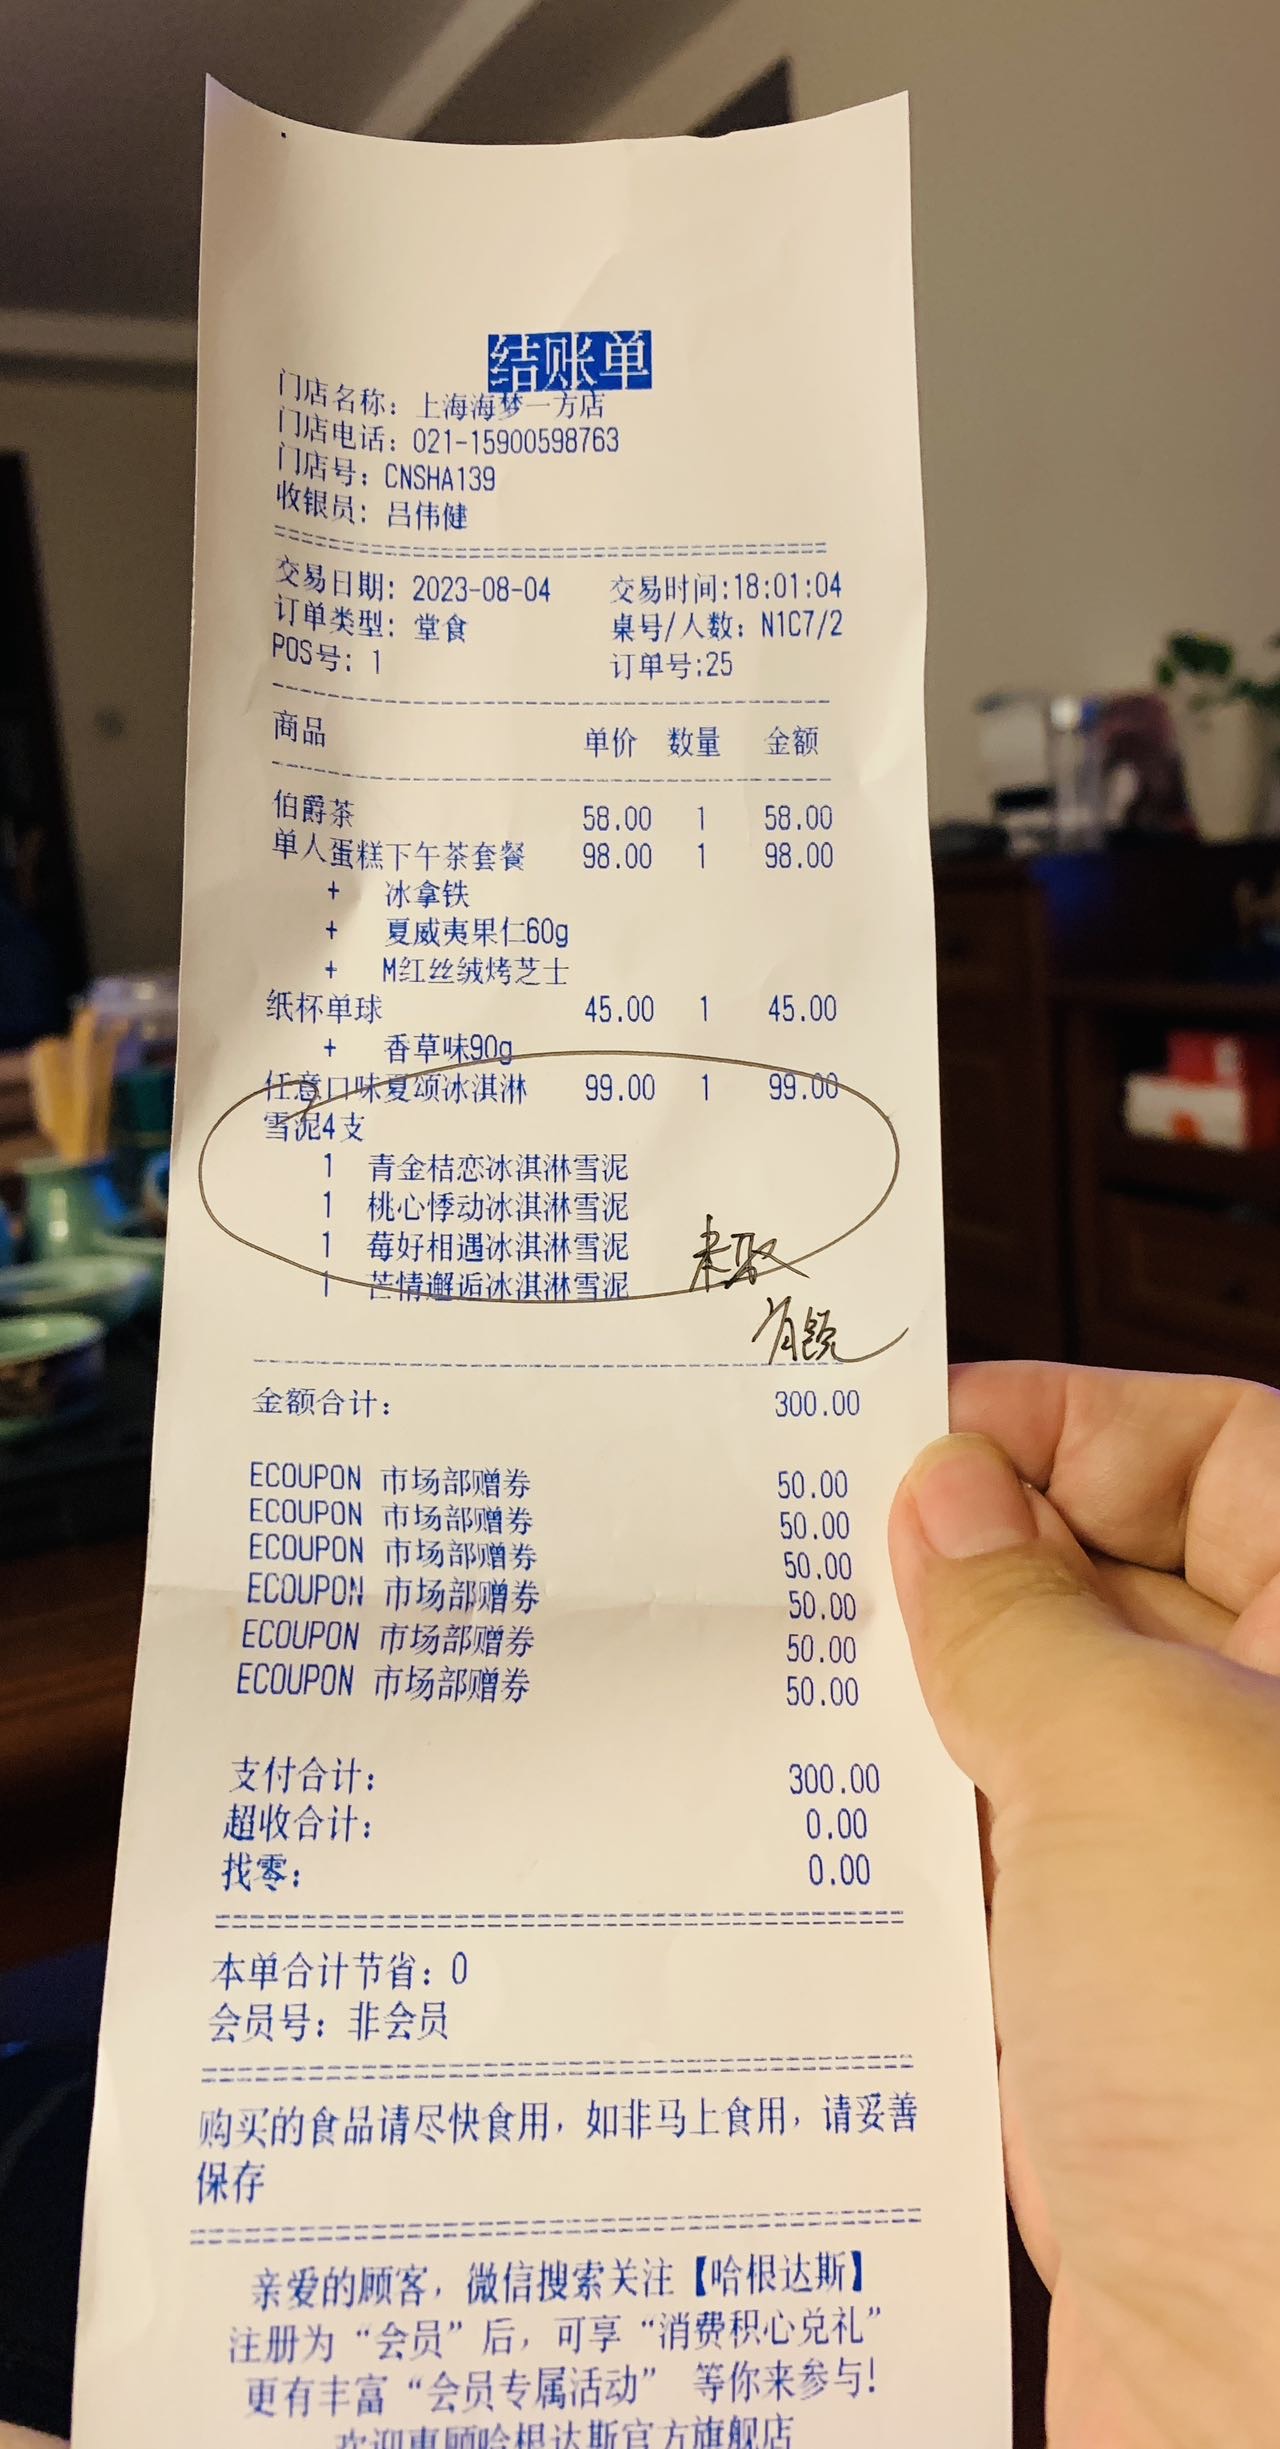 结账单
门店名称：上海海梦一方店
门店电话：021-15900598763
门店号：CNSHA139
收银员：吕伟健
交易日期：2023-08-04 交易时间:18:01:04
订单类型：堂食 桌号/人数：N1C7/2
POS号：1 订单号:25
商品 单价 数量 金额
伯爵茶 58.00 1 58.00
单人蛋糕下午茶套餐 98.00 1 98.00
+ 冰拿铁
+ 夏威夷果仁60g
+ M红丝绒烤芝士
纸杯单球 45.00 1 45.00
+ 香草味90g
任意口味夏颂冰淇淋 99.00 1 99.00
雪泥4支
1 青金桔恋冰淇淋雪泥
1 桃心悸动冰淇淋雪泥
1 莓好相遇冰淇淋雪泥
1 芒情邂逅冰淇淋雪泥
未取
金额合计： 300.00
ECOUPON 市场部赠券 50.00
ECOUPON 市场部赠券 50.00
ECOUPON 市场部赠券 50.00
ECOUPON 市场部赠券 50.00
ECOUPON 市场部赠券 50.00
ECOUPON 市场部赠券 50.00
支付合计： 300.00
超收合计： 0.00
找零： 0.00
本单合计节省：0
会员号：非会员
购买的食品请尽快食用，如非马上食用，请妥善
保存
亲爱的顾客，微信搜索关注【哈根达斯】
注册为“会员”后，可享“消费积心兑礼”
更有丰富“会员专属活动” 等你来参与!
欢迎惠顾哈根达斯官方旗舰店